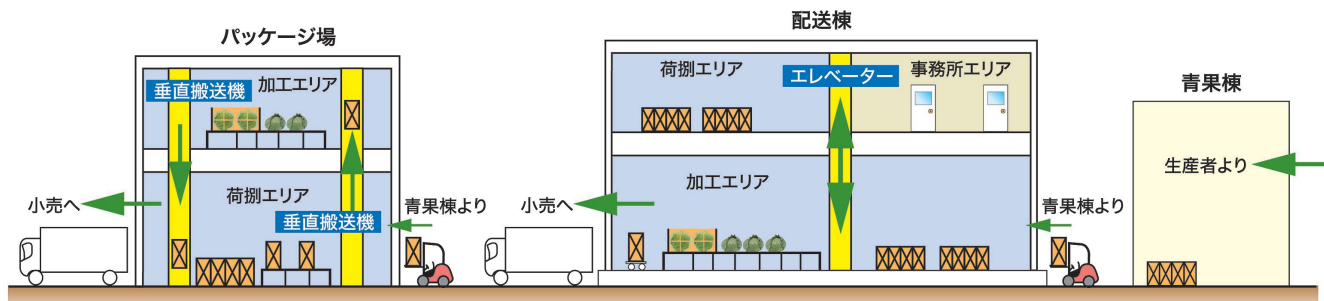 パッケージ場
垂直搬送機
加工エリア
荷捌エリア
垂直搬送機
小売へ
青果棟より
配送棟
荷捌エリア
エレベーター
事務所エリア
加工エリア
小売へ
青果棟より
青果棟
生産者より